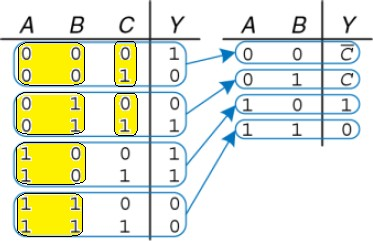 A B C Y
0 0 0 1
0 0 1 0
0 1 0 0
0 1 1 1
1 0 0 1
1 0 1 1
1 1 0 0
1 1 1 0
A B Y
0 0 C̅
0 1 C
1 0 1
1 1 0